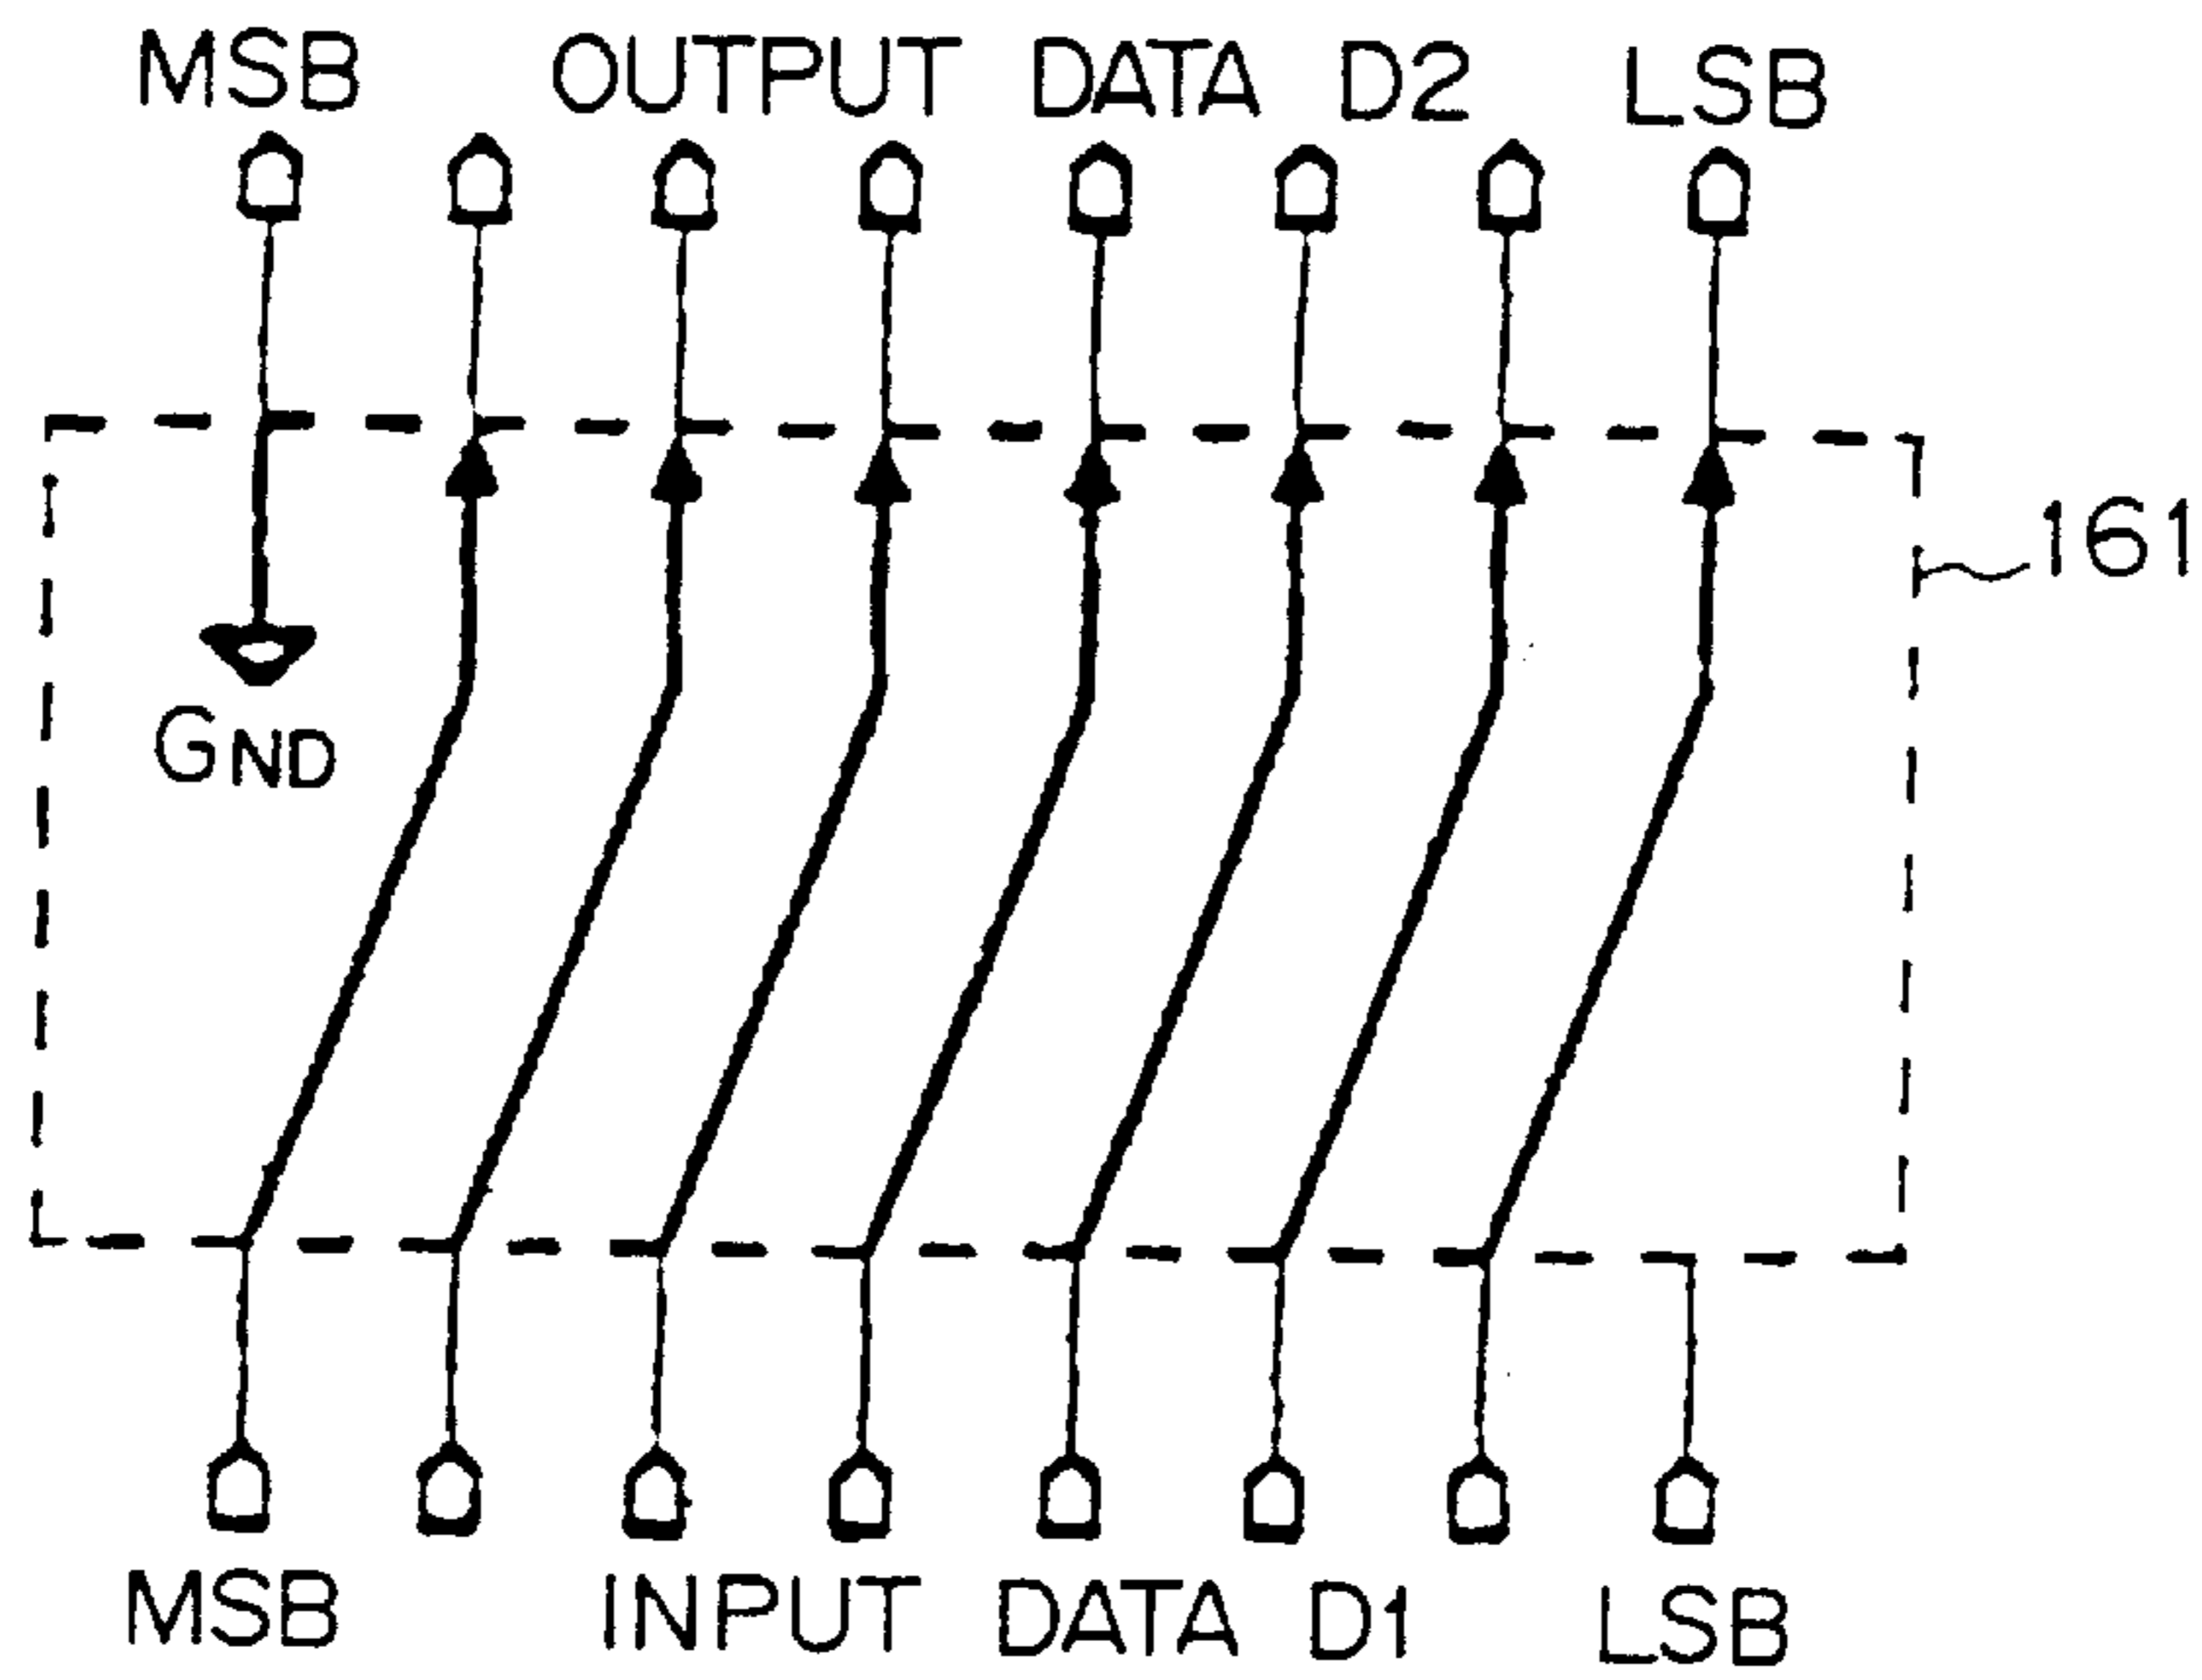 MSB OUTPUT DATA D2 LSB
161
GND
MSB INPUT DATA D1 LSB